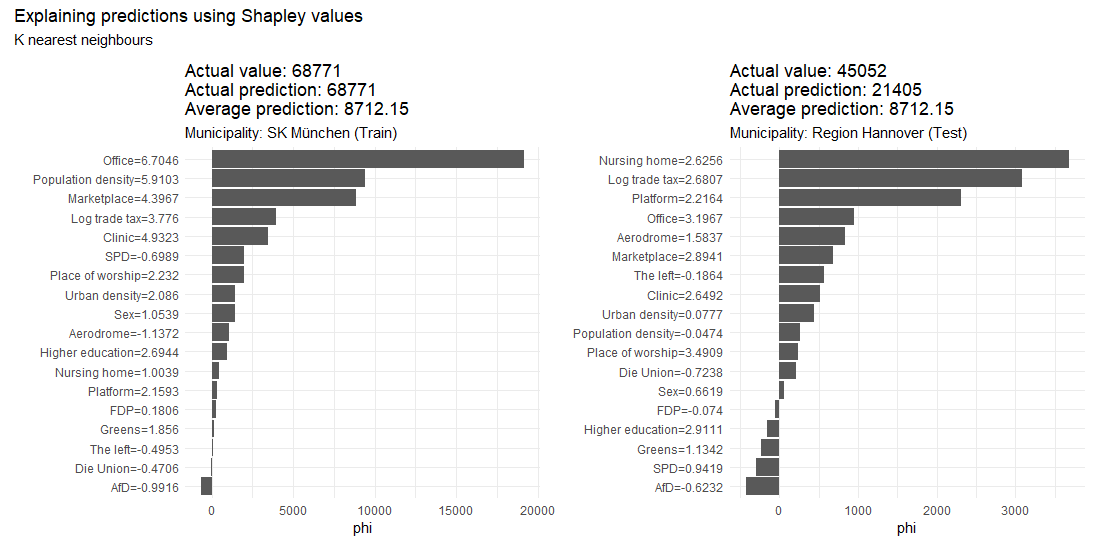 Explaining predictions using Shapley values
K nearest neighbours
Actual value: 68771
Actual prediction: 68771
Average prediction: 8712.15
Municipality: SK München (Train)
Office=6.7046
Population density=5.9103
Marketplace=4.3967
Log trade tax=3.776
Clinic=4.9323
SPD=-0.6989
Place of worship=2.232
Urban density=2.086
Sex=1.0539
Aerodrome=-1.1372
Higher education=2.6944
Nursing home=1.0039
Platform=2.1593
FDP=0.1806
Greens=1.856
The left=-0.4953
Die Union=-0.4706
AfD=-0.9916
0 5000 10000 15000 20000
phi
Actual value: 45052
Actual prediction: 21405
Average prediction: 8712.15
Municipality: Region Hannover (Test)
Nursing home=2.6256
Log trade tax=2.6807
Platform=2.2164
Office=3.1967
Aerodrome=1.5837
Marketplace=2.8941
The left=-0.1864
Clinic=2.6492
Urban density=0.0777
Population density=-0.0474
Place of worship=3.4909
Die Union=-0.7238
Sex=0.6619
FDP=-0.074
Higher education=2.9111
Greens=1.1342
SPD=0.9419
AfD=-0.6232
0 1000 2000 3000
phi